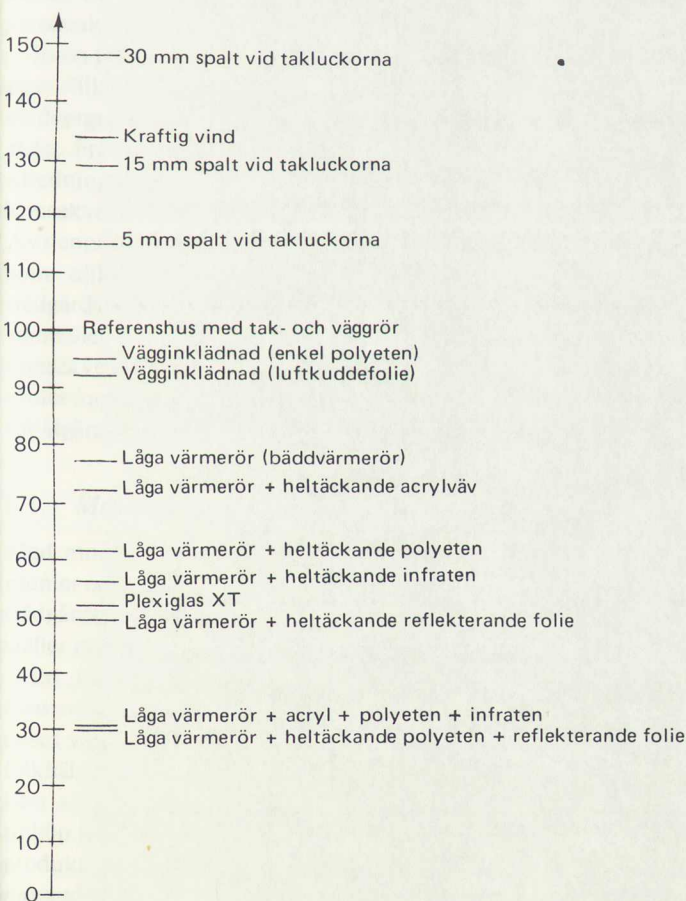 150
30 mm spalt vid takluckorna
140
Kraftig vind
130
15 mm spalt vid takluckorna
120
5 mm spalt vid takluckorna
110
100
Referenshus med tak- och väggrör
Vägginklädnad (enkel polyeten)
Vägginklädnad (luftkuddefolie)
90
80
Låga värmerör (bäddvärmerör)
Låga värmerör + heltäckande acrylväv
70
Låga värmerör + heltäckande polyeten
60
Låga värmerör + heltäckande infraten
Plexiglas XT
50
Låga värmerör + heltäckande reflekterande folie
40
Låga värmerör + acryl + polyeten + infraten
30
Låga värmerör + heltäckande polyeten + reflekterande folie
20
10
0